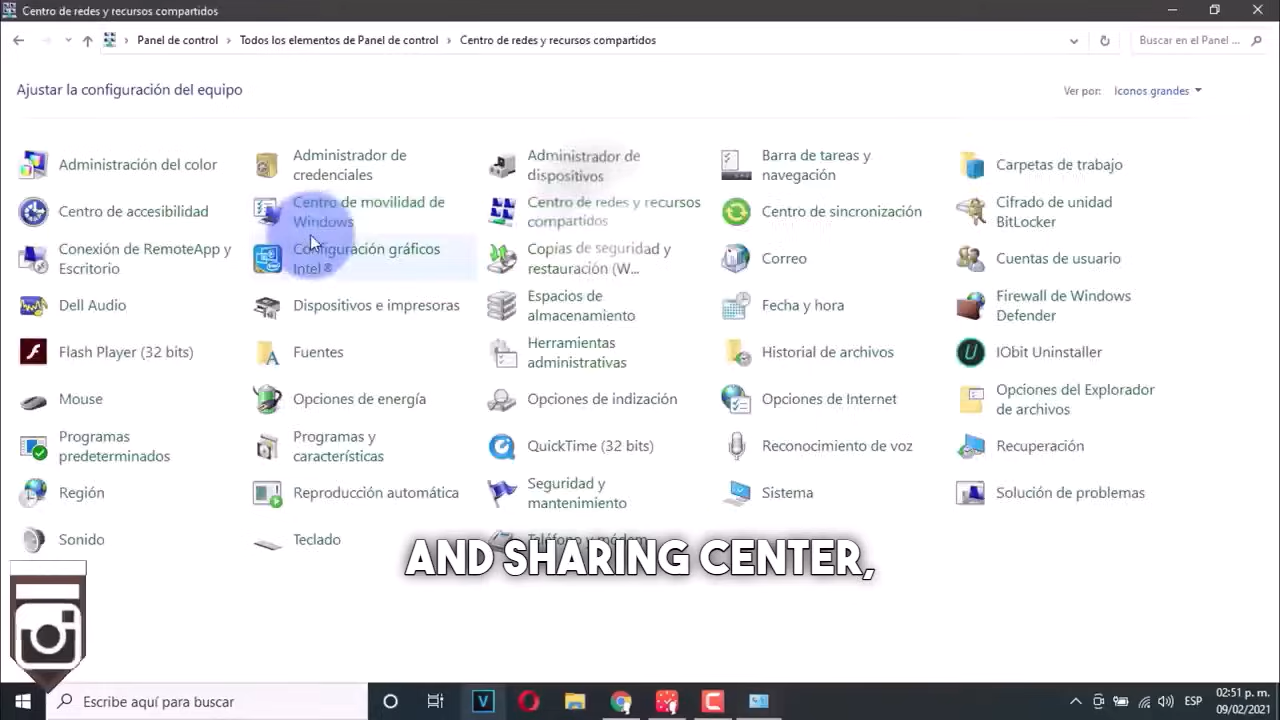 Centro de redes y recursos compartidos
Panel de control > Todos los elementos de Panel de control > Centro de redes y recursos compartidos
Buscar en el Panel ...
Ajustar la configuración del equipo
Ver por: Iconos grandes
Administración del color
Administrador de
credenciales
Administrador de
dispositivos
Barra de tareas y
navegación
Carpetas de trabajo
Centro de accesibilidad
Centro de movilidad de
Windows
Centro de redes y recursos
compartidos
Centro de sincronización
Cifrado de unidad
BitLocker
Conexión de RemoteApp y
Escritorio
Configuración gráficos
Intel ®
Copias de seguridad y
restauración (W...
Correo
Cuentas de usuario
Dell Audio
Dispositivos e impresoras
Espacios de
almacenamiento
Fecha y hora
Firewall de Windows
Defender
Flash Player (32 bits)
Fuentes
Herramientas
administrativas
Historial de archivos
IObit Uninstaller
Mouse
Opciones de energía
Opciones de indización
Opciones de Internet
Opciones del Explorador
de archivos
Programas
predeterminados
Programas y
características
QuickTime (32 bits)
Reconocimiento de voz
Recuperación
Región
Reproducción automática
Seguridad y
mantenimiento
Sistema
Solución de problemas
Sonido
Teclado
Teléfono y módem
AND SHARING CENTER,
Escribe aquí para buscar
ESP
02:51 p. m.
09/02/2021